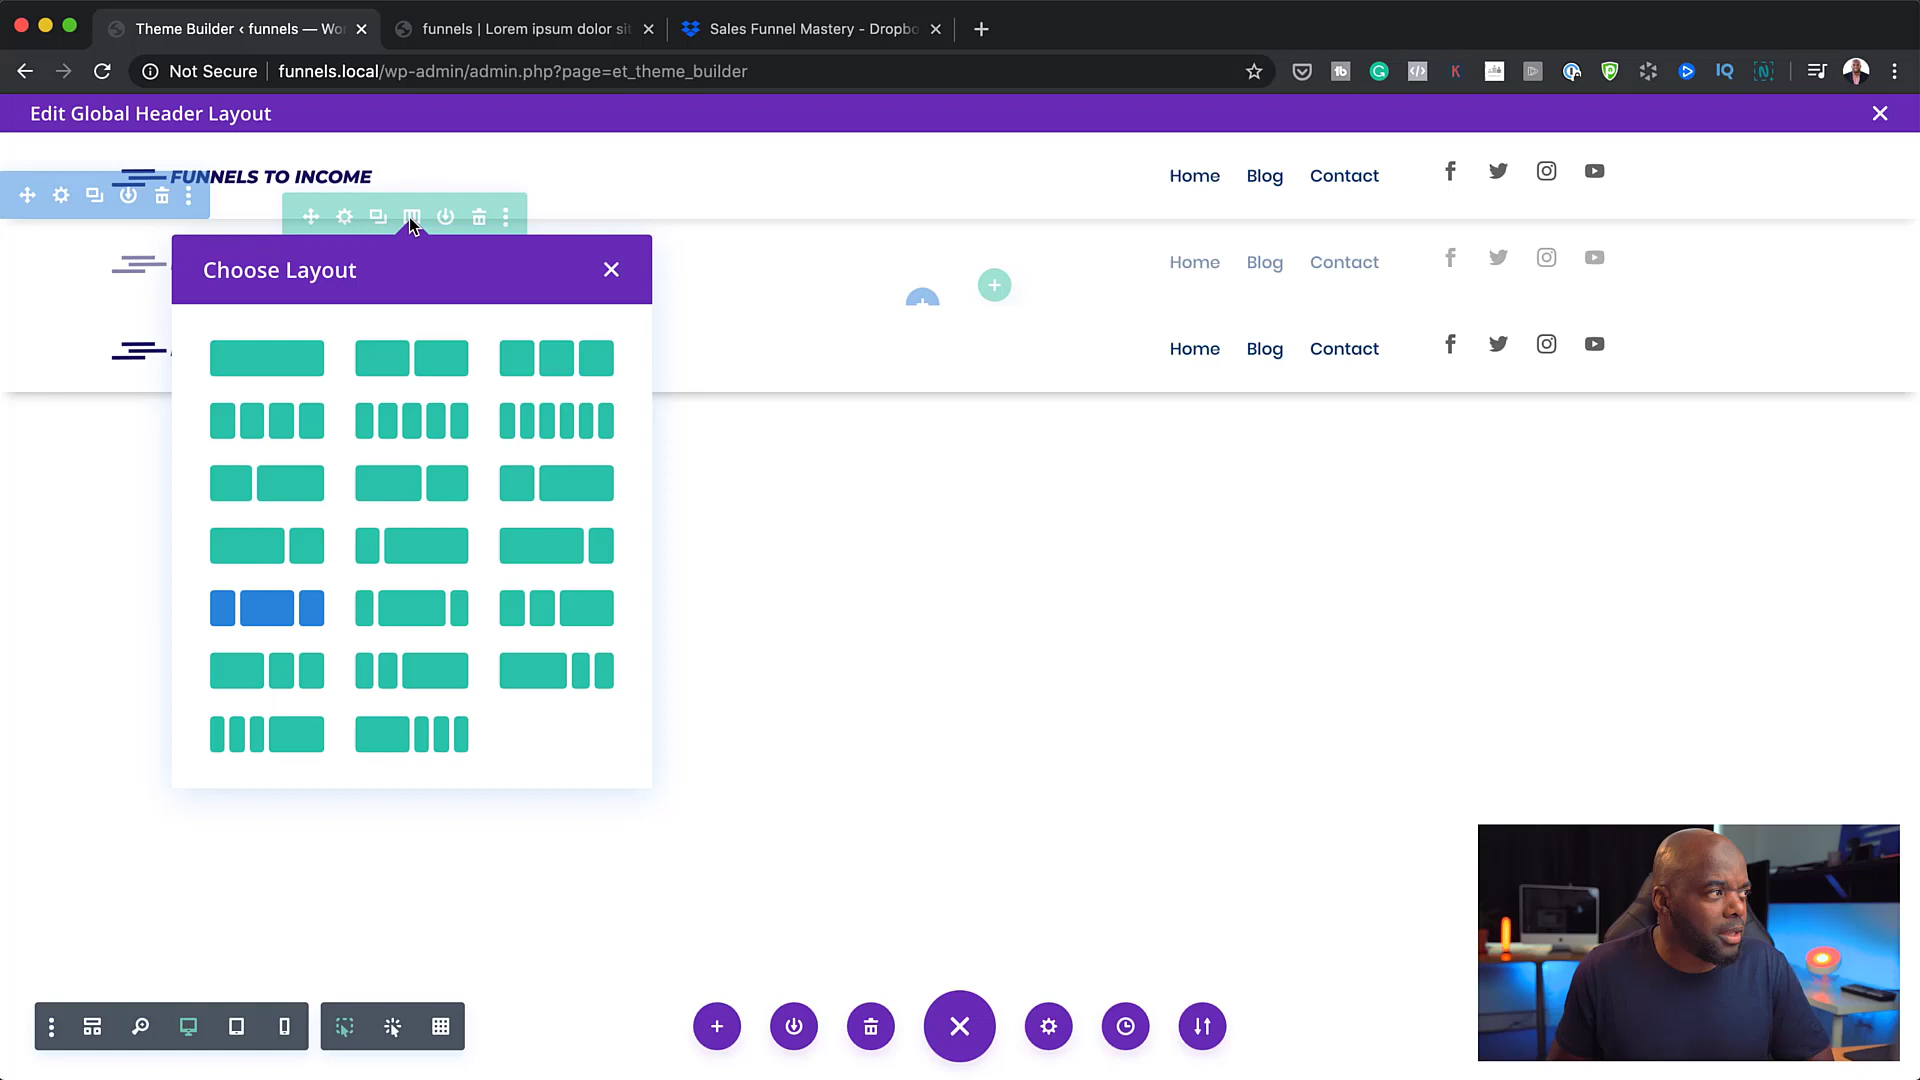 Theme Builder ‹ funnels — Wo
funnels | Lorem ipsum dolor sit
Sales Funnel Mastery - Dropbo
Not Secure
funnels.local/wp-admin/admin.php?page=et_theme_builder
Edit Global Header Layout
FUNNELS TO INCOME
Home Blog Contact
Choose Layout
Home Blog Contact
Home Blog Contact